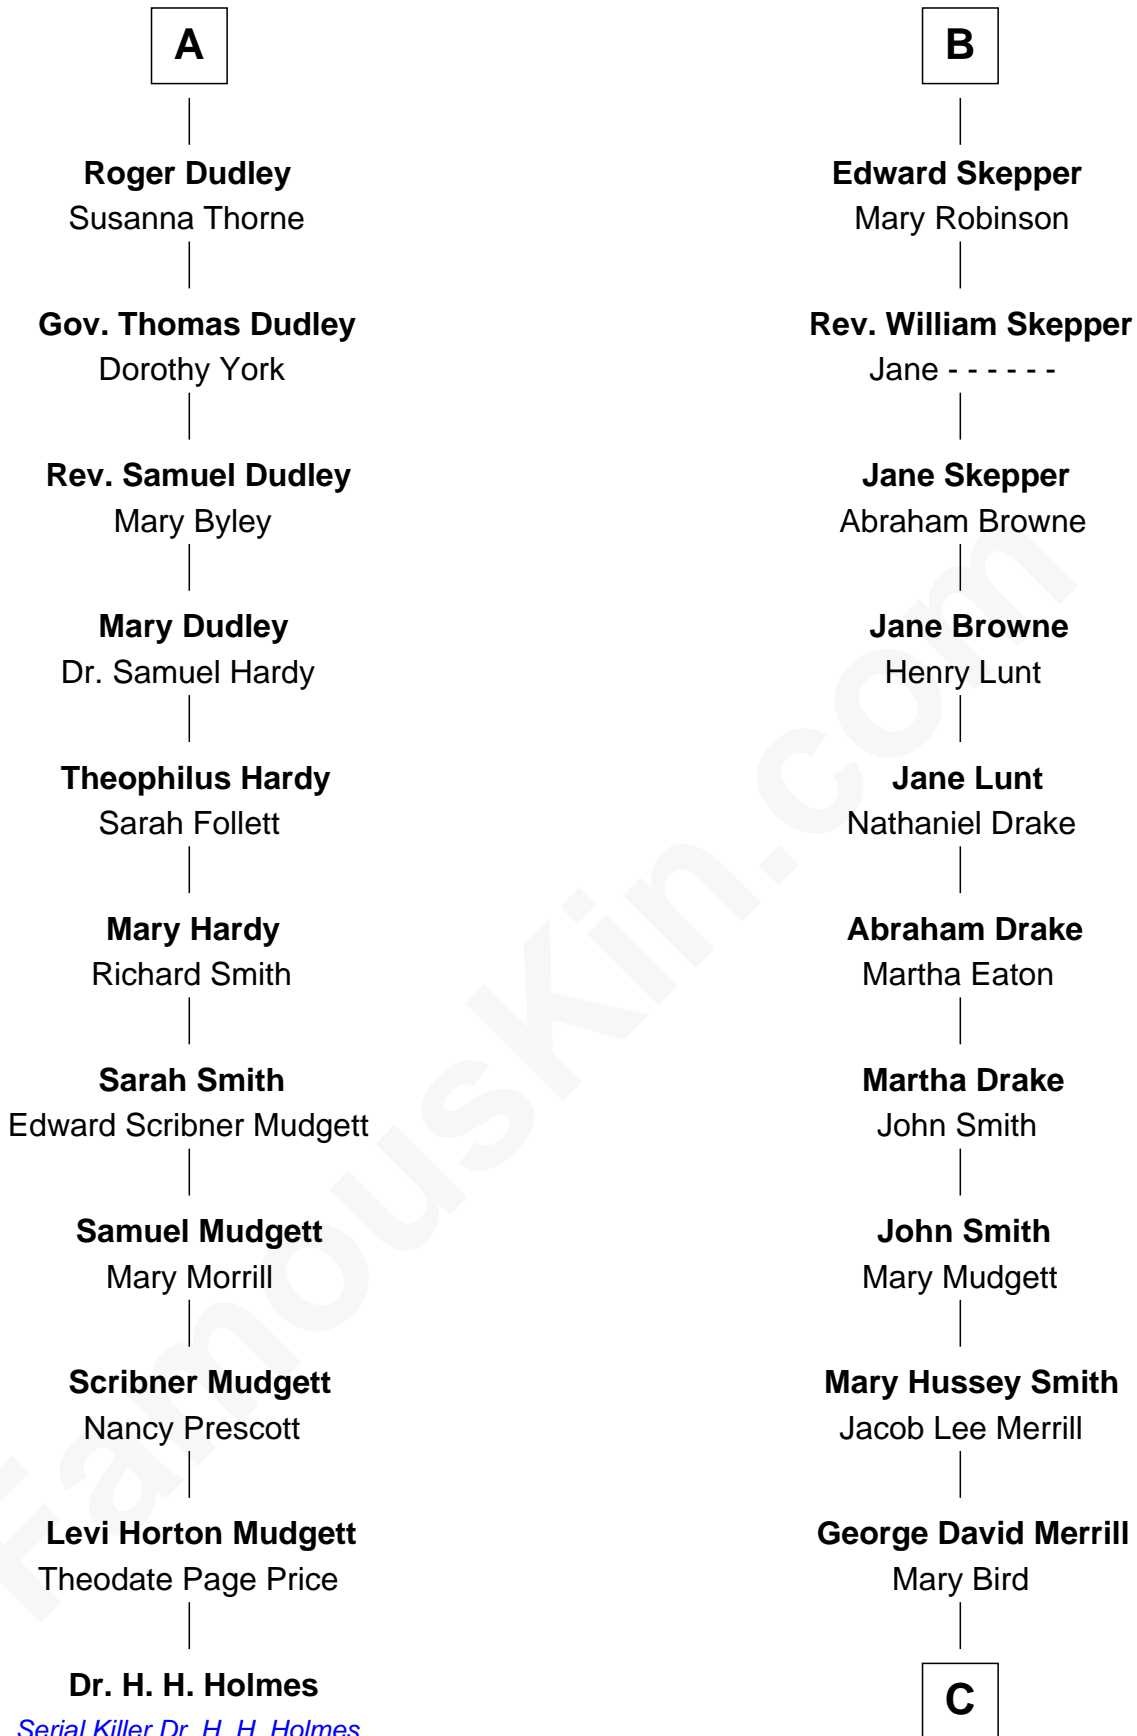 A
Roger Dudley
Susanna Thorne
Gov. Thomas Dudley
Dorothy York
Rev. Samuel Dudley
Mary Byley
Mary Dudley
Dr. Samuel Hardy
Theophilus Hardy
Sarah Follett
Mary Hardy
Richard Smith
Sarah Smith
Edward Scribner Mudgett
Samuel Mudgett
Mary Morrill
Scribner Mudgett
Nancy Prescott
Levi Horton Mudgett
Theodate Page Price
Dr. H. H. Holmes
Serial Killer Dr. H. H. Holmes
B
Edward Skepper
Mary Robinson
Rev. William Skepper
Jane - - - - - -
Jane Skepper
Abraham Browne
Jane Browne
Henry Lunt
Jane Lunt
Nathaniel Drake
Abraham Drake
Martha Eaton
Martha Drake
John Smith
John Smith
Mary Mudgett
Mary Hussey Smith
Jacob Lee Merrill
George David Merrill
Mary Bird
C
FamousKin.com